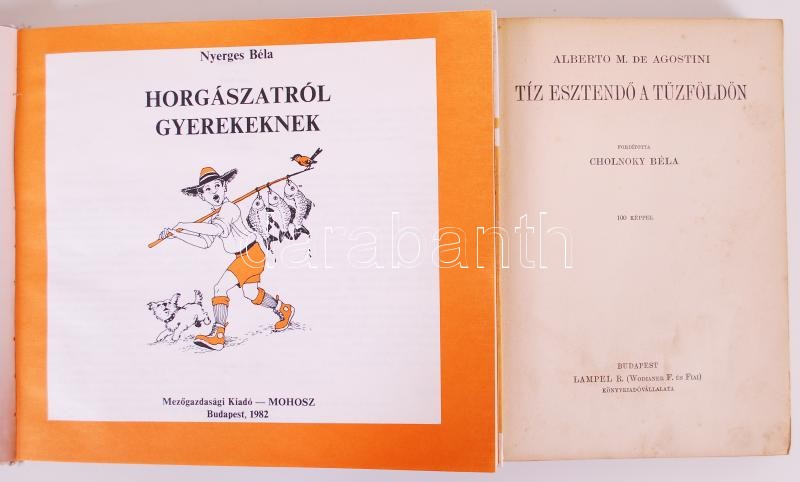 Nyerges Béla
HORGÁSZATRÓL
GYEREKEKNEK
Mezőgazdasági Kiadó — MOHOSZ
Budapest, 1982
ALBERTO M. DE AGOSTINI
TÍZ ESZTENDŐ A TŰZFÖLDÖN
FORDÍTOTTA
CHOLNOKY BÉLA
100 KÉPPEL
BUDAPEST
LAMPEL R. (WODIANER F. ÉS FIAI)
KÖNYVKIADÓVÁLLALATA
darabanth